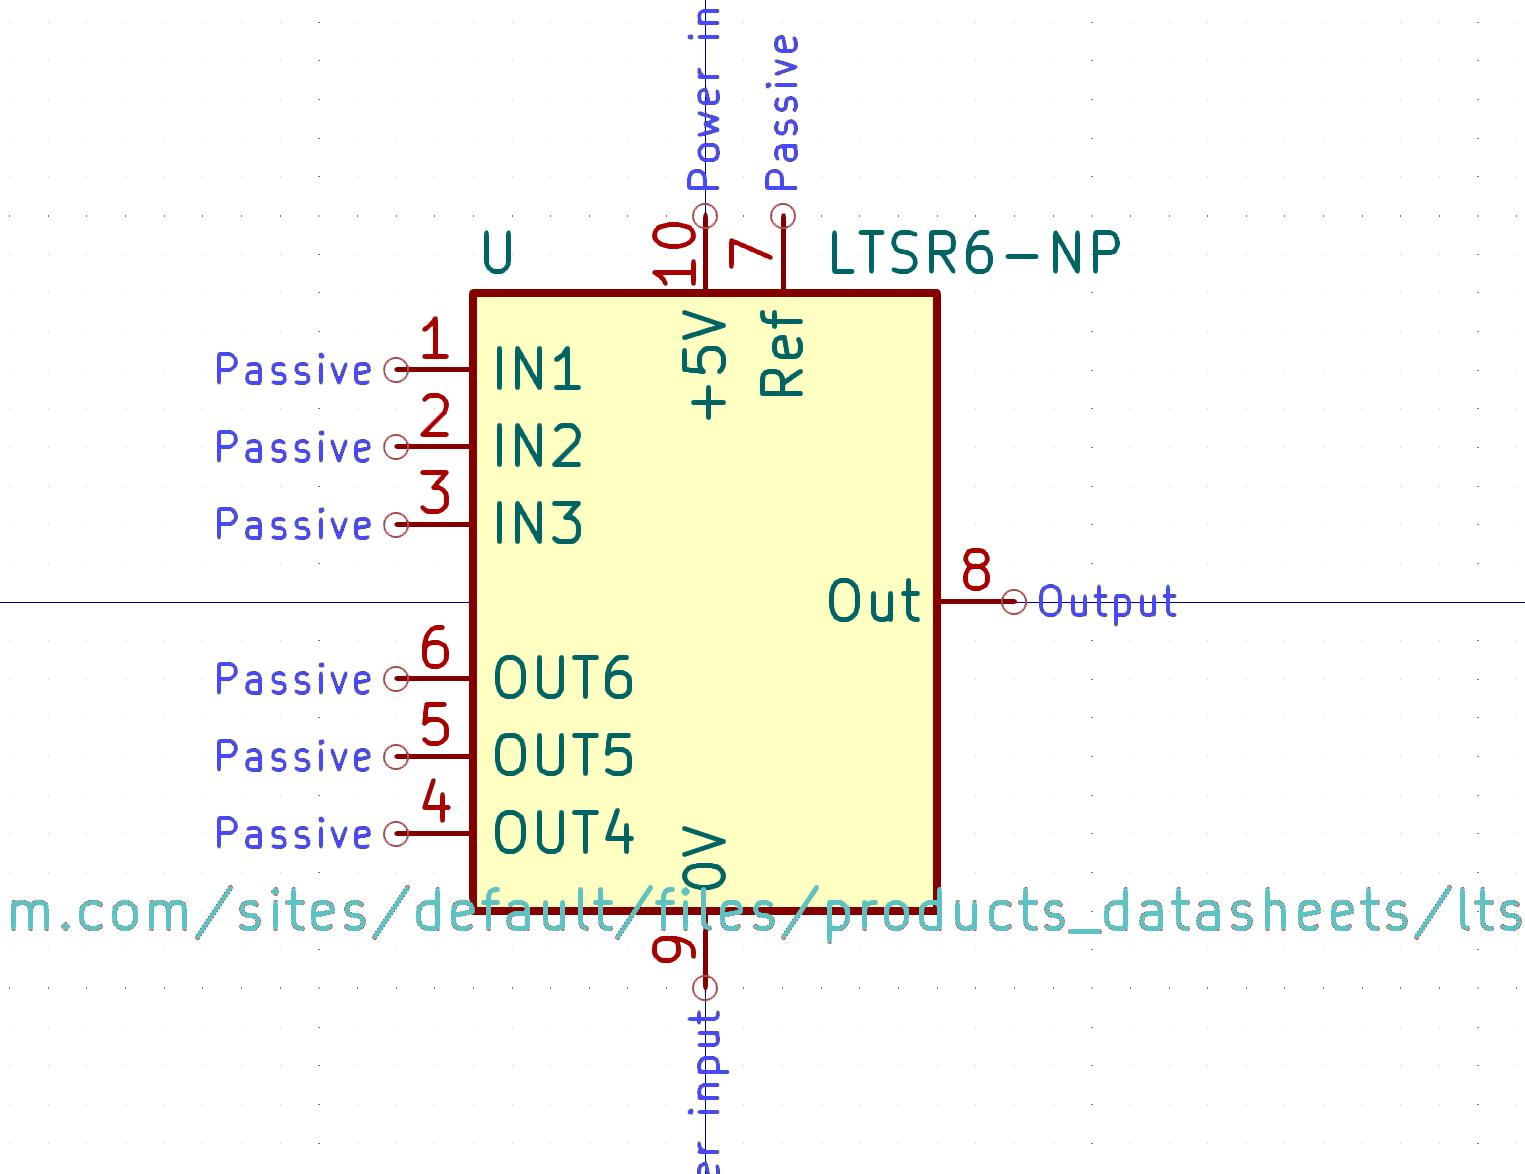 Power in
Passive
10
7
U
LTSR6-NP
+5V
Ref
Passive 1 IN1
Passive 2 IN2
Passive 3 IN3
Out 8 Output
Passive 6 OUT6
Passive 5 OUT5
Passive 4 OUT4
0V
m.com/sites/default/files/products_datasheets/lts
9
er input